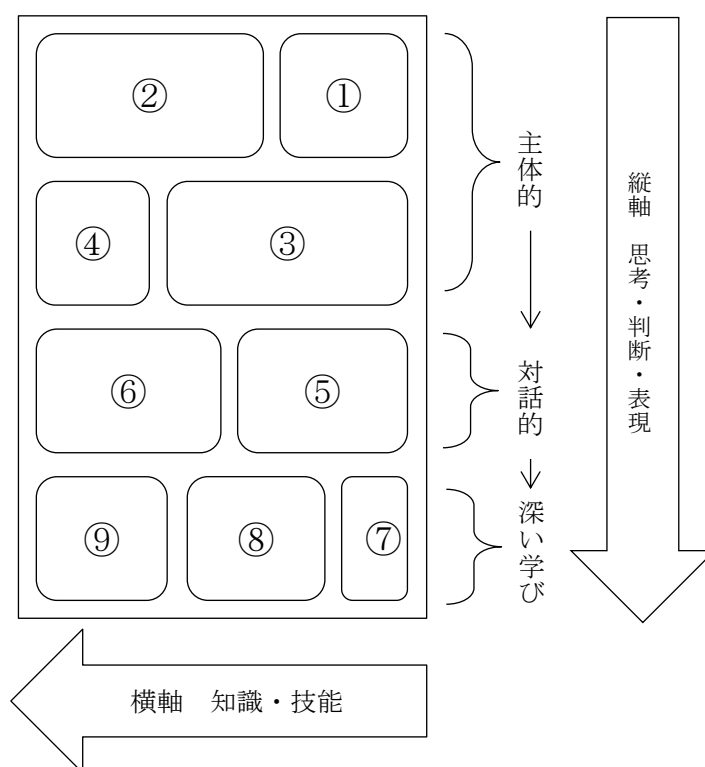 ②
①
④
③
⑥
⑤
⑨
⑧
⑦
主体的
対話的
深い学び
縦軸　思考・判断・表現
横軸　知識・技能